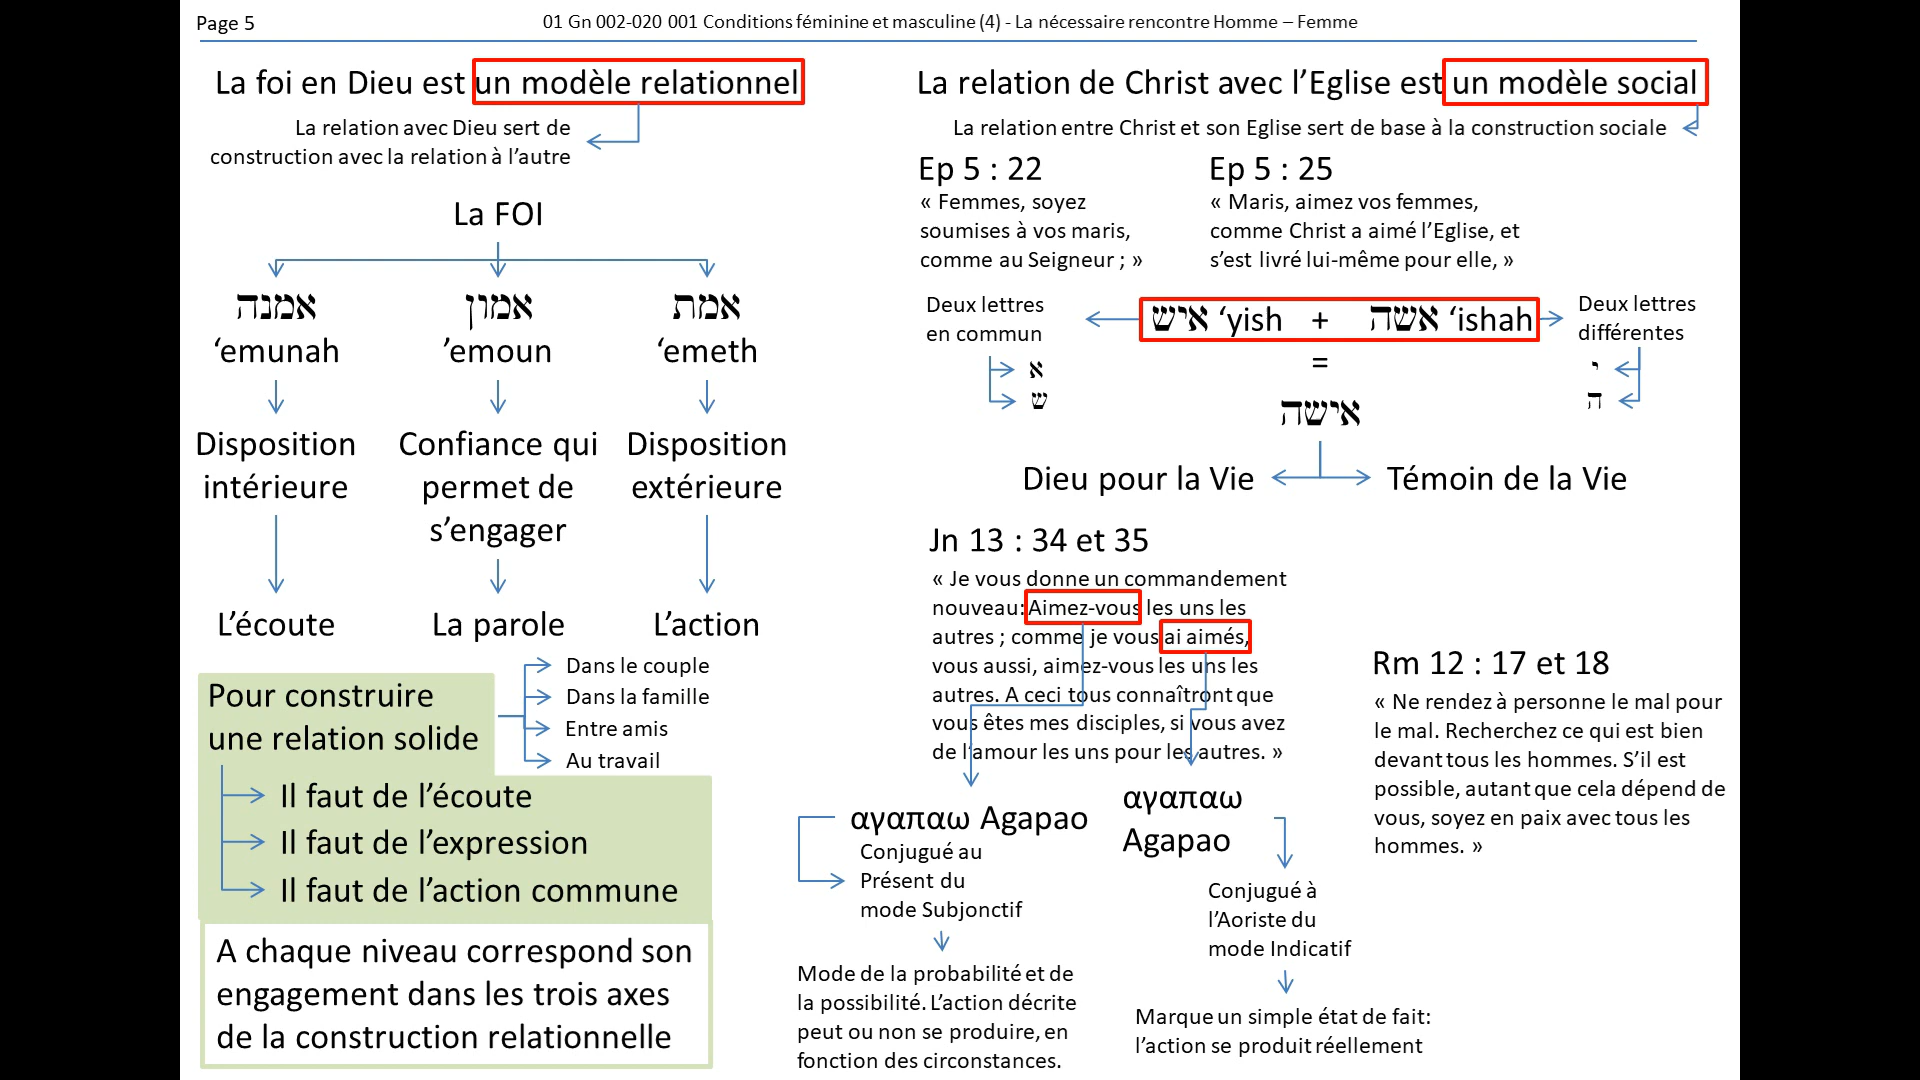 Page 5
01 Gn 002-020 001 Conditions féminine et masculine (4) - La nécessaire rencontre Homme – Femme
La foi en Dieu est un modèle relationnel
La relation avec Dieu sert de
construction avec la relation à l’autre
La FOI
אמנה
‘emunah
Disposition
intérieure
L’écoute
אמון
’emoun
Confiance qui
permet de
s’engager
La parole
אמת
‘emeth
Disposition
extérieure
L’action
Pour construire
une relation solide
Dans le couple
Dans la famille
Entre amis
Au travail
Il faut de l’écoute
Il faut de l’expression
Il faut de l’action commune
A chaque niveau correspond son
engagement dans les trois axes
de la construction relationnelle
La relation de Christ avec l’Eglise est un modèle social
La relation entre Christ et son Eglise sert de base à la construction sociale
Ep 5 : 22
« Femmes, soyez
soumises à vos maris,
comme au Seigneur ; »
Ep 5 : 25
« Maris, aimez vos femmes,
comme Christ a aimé l’Eglise, et
s’est livré lui-même pour elle, »
Deux lettres
en commun
א
ש
איש ‘yish + אשה ‘ishah
=
אישה
Deux lettres
différentes
י
ה
Dieu pour la Vie
Témoin de la Vie
Jn 13 : 34 et 35
« Je vous donne un commandement
nouveau: Aimez-vous les uns les
autres ; comme je vous ai aimés,
vous aussi, aimez-vous les uns les
autres. A ceci tous connaîtront que
vous êtes mes disciples, si vous avez
de l’amour les uns pour les autres. »
αγαπαω Agapao
Conjugué au
Présent du
mode Subjonctif
Mode de la probabilité et de
la possibilité. L’action décrite
peut ou non se produire, en
fonction des circonstances.
αγαπαω
Agapao
Conjugué à
l’Aoriste du
mode Indicatif
Marque un simple état de fait:
l’action se produit réellement
Rm 12 : 17 et 18
« Ne rendez à personne le mal pour
le mal. Recherchez ce qui est bien
devant tous les hommes. S’il est
possible, autant que cela dépend de
vous, soyez en paix avec tous les
hommes. »